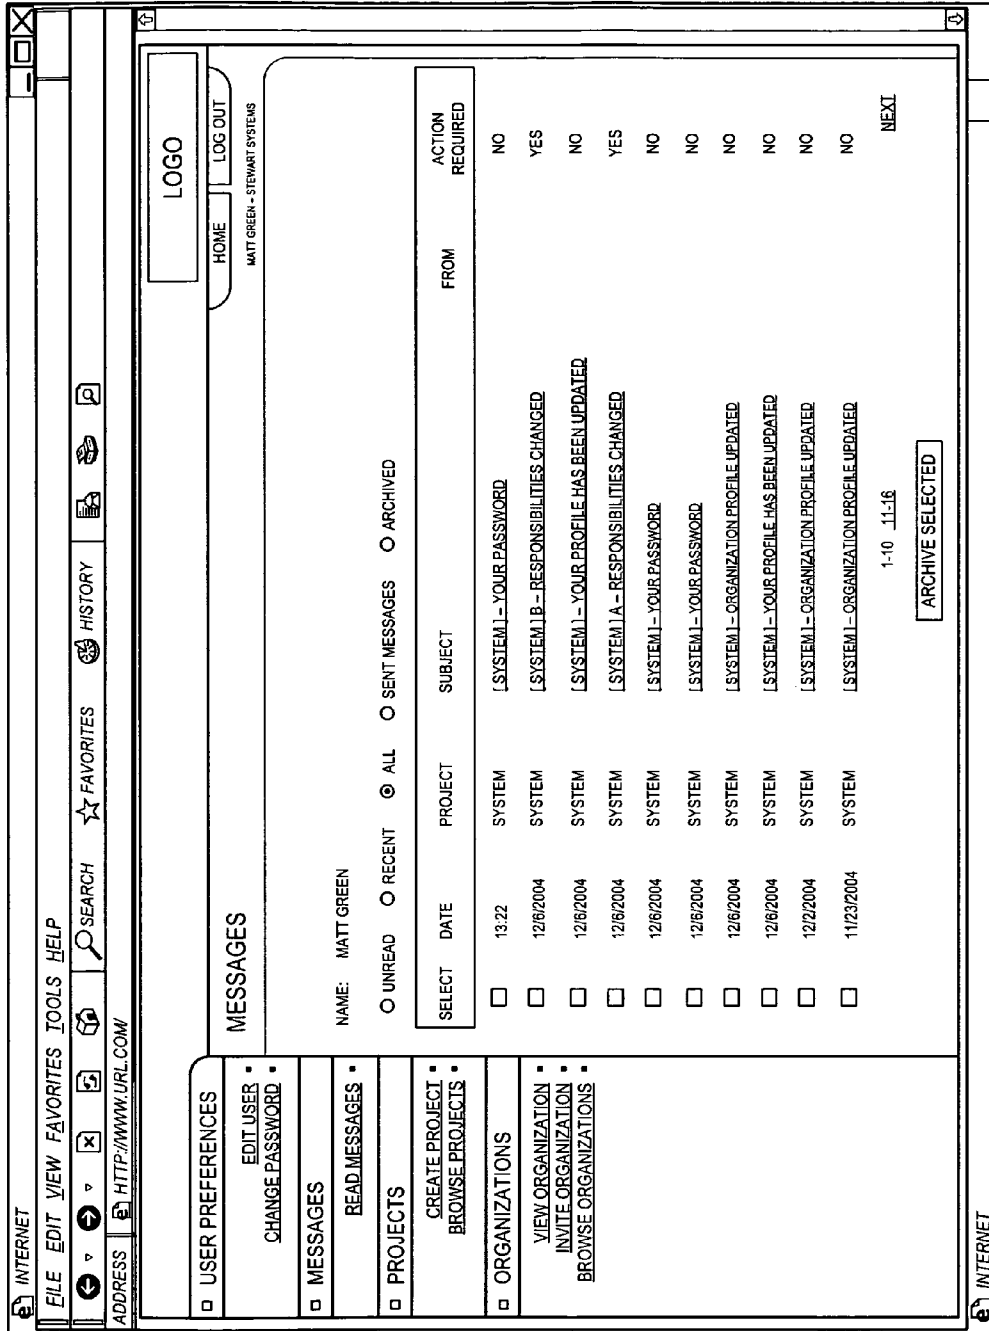 INTERNET
FILE EDIT VIEW FAVORITES TOOLS HELP
SEARCH FAVORITES HISTORY
ADDRESS HTTP://WWW.URL.COM/
LOGO
HOME LOG OUT
MATT GREEN – STEWART SYSTEMS
USER PREFERENCES
EDIT USER
CHANGE PASSWORD
MESSAGES
READ MESSAGES
PROJECTS
CREATE PROJECT
BROWSE PROJECTS
ORGANIZATIONS
VIEW ORGANIZATION
INVITE ORGANIZATION
BROWSE ORGANIZATIONS
MESSAGES
NAME: MATT GREEN
UNREAD RECENT ALL SENT MESSAGES ARCHIVED
SELECT DATE PROJECT SUBJECT FROM ACTION REQUIRED
13:22 SYSTEM [SYSTEM] – YOUR PASSWORD NO
12/6/2004 SYSTEM [SYSTEM] B – RESPONSIBILITIES CHANGED YES
12/6/2004 SYSTEM [SYSTEM] – YOUR PROFILE HAS BEEN UPDATED NO
12/6/2004 SYSTEM [SYSTEM] A – RESPONSIBILITIES CHANGED YES
12/6/2004 SYSTEM [SYSTEM] – YOUR PASSWORD NO
12/6/2004 SYSTEM [SYSTEM] – YOUR PASSWORD NO
12/6/2004 SYSTEM [SYSTEM] – ORGANIZATION PROFILE UPDATED NO
12/6/2004 SYSTEM [SYSTEM] – YOUR PROFILE HAS BEEN UPDATED NO
12/2/2004 SYSTEM [SYSTEM] – ORGANIZATION PROFILE UPDATED NO
11/23/2004 SYSTEM [SYSTEM] – ORGANIZATION PROFILE UPDATED NO
1-10 11-16 NEXT
ARCHIVE SELECTED
INTERNET